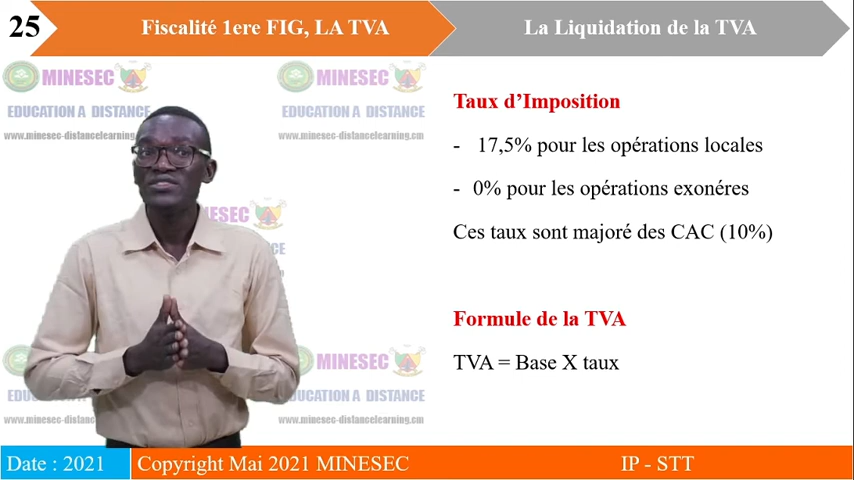 25
Fiscalité 1ere FIG, LA TVA
La Liquidation de la TVA
MINESEC
EDUCATION A DISTANCE
www.minesec-distancelearning.cm
MINESEC
EDUCATION A DISTANCE
www.minesec-distancelearning.cm
Taux d’Imposition
- 17,5% pour les opérations locales
- 0% pour les opérations exonéres
Ces taux sont majoré des CAC (10%)
Formule de la TVA
TVA = Base X taux
MINESEC
EDUCATION A DISTANCE
www.minesec-distancelearning.cm
Date : 2021
Copyright Mai 2021 MINESEC
IP - STT